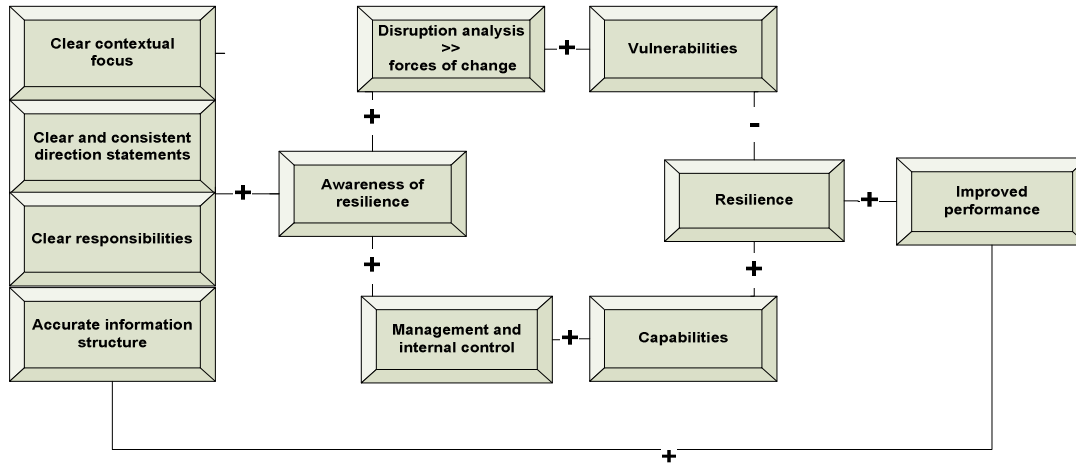 Clear contextual
focus
Clear and consistent
direction statements
Clear responsibilities
Accurate information
structure
+
Awareness of
resilience
+
+
Disruption analysis
>>
forces of change
+
Vulnerabilities
-
Management and
internal control
+
Capabilities
+
Resilience
+
Improved
performance
+